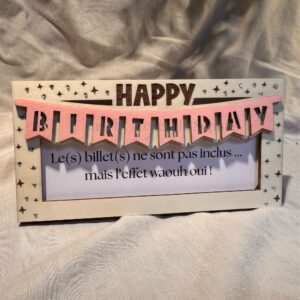 HAPPY
BIRTHDAY
Le(s) billet(s) ne sont pas inclus ...
mais l'effet waouh oui !